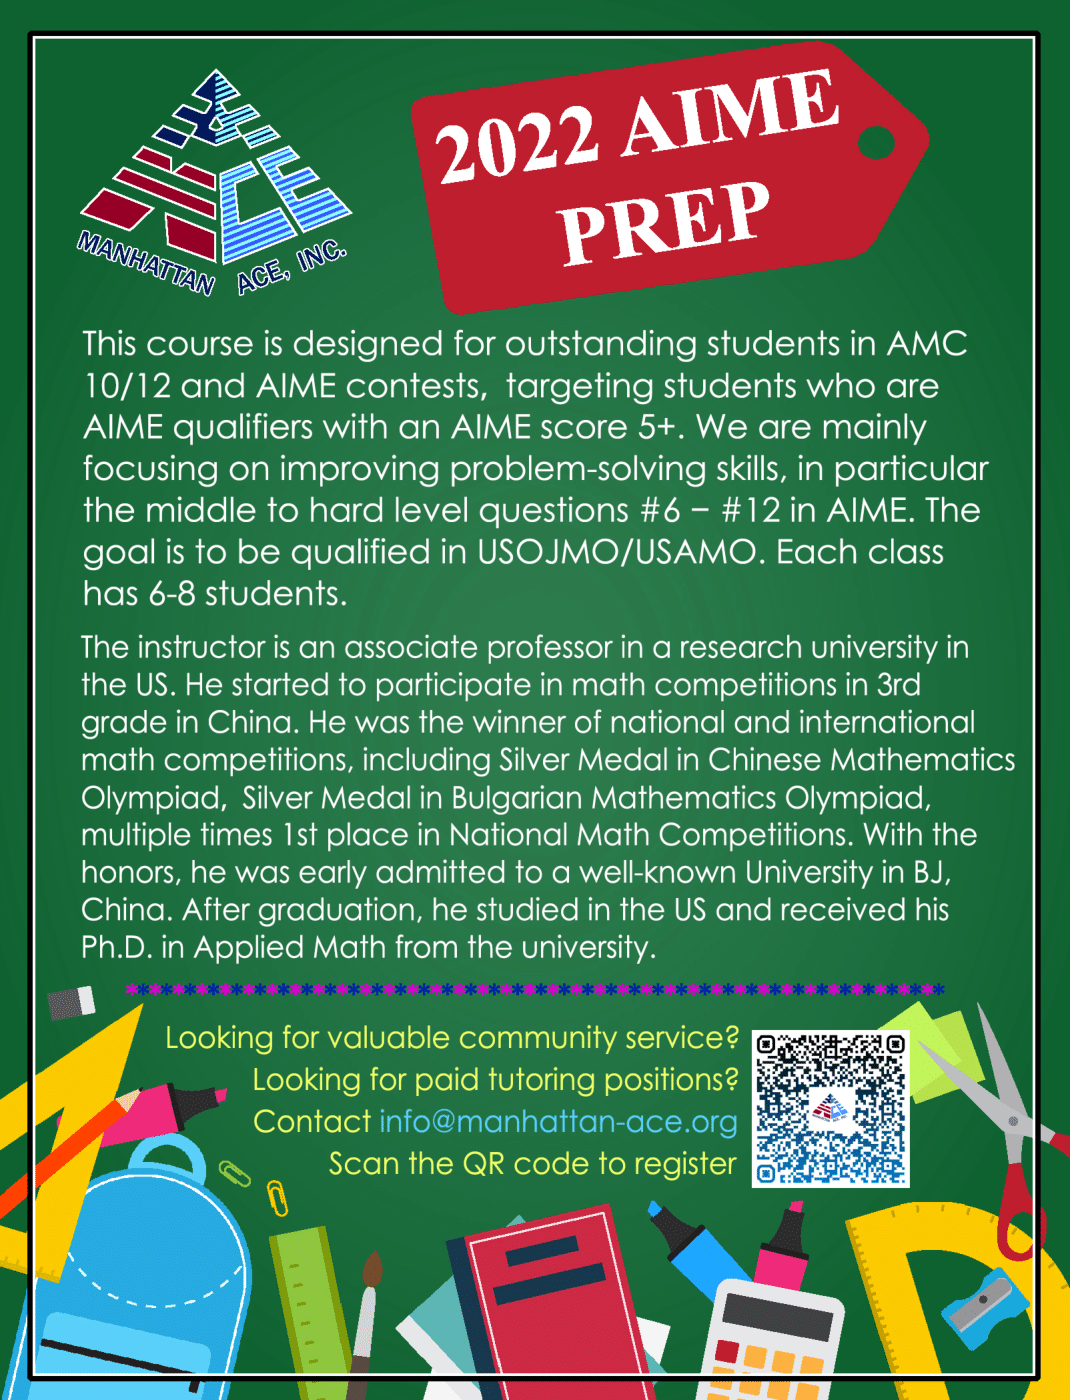 MANHATTAN ACE, INC.
2022 AIME
PREP
This course is designed for outstanding students in AMC
10/12 and AIME contests, targeting students who are
AIME qualifiers with an AIME score 5+. We are mainly
focusing on improving problem-solving skills, in particular
the middle to hard level questions #6 – #12 in AIME. The
goal is to be qualified in USOJMO/USAMO. Each class
has 6-8 students.
The instructor is an associate professor in a research university in
the US. He started to participate in math competitions in 3rd
grade in China. He was the winner of national and international
math competitions, including Silver Medal in Chinese Mathematics
Olympiad, Silver Medal in Bulgarian Mathematics Olympiad,
multiple times 1st place in National Math Competitions. With the
honors, he was early admitted to a well-known University in BJ,
China. After graduation, he studied in the US and received his
Ph.D. in Applied Math from the university.
Looking for valuable community service?
Looking for paid tutoring positions?
Contact info@manhattan-ace.org
Scan the QR code to register